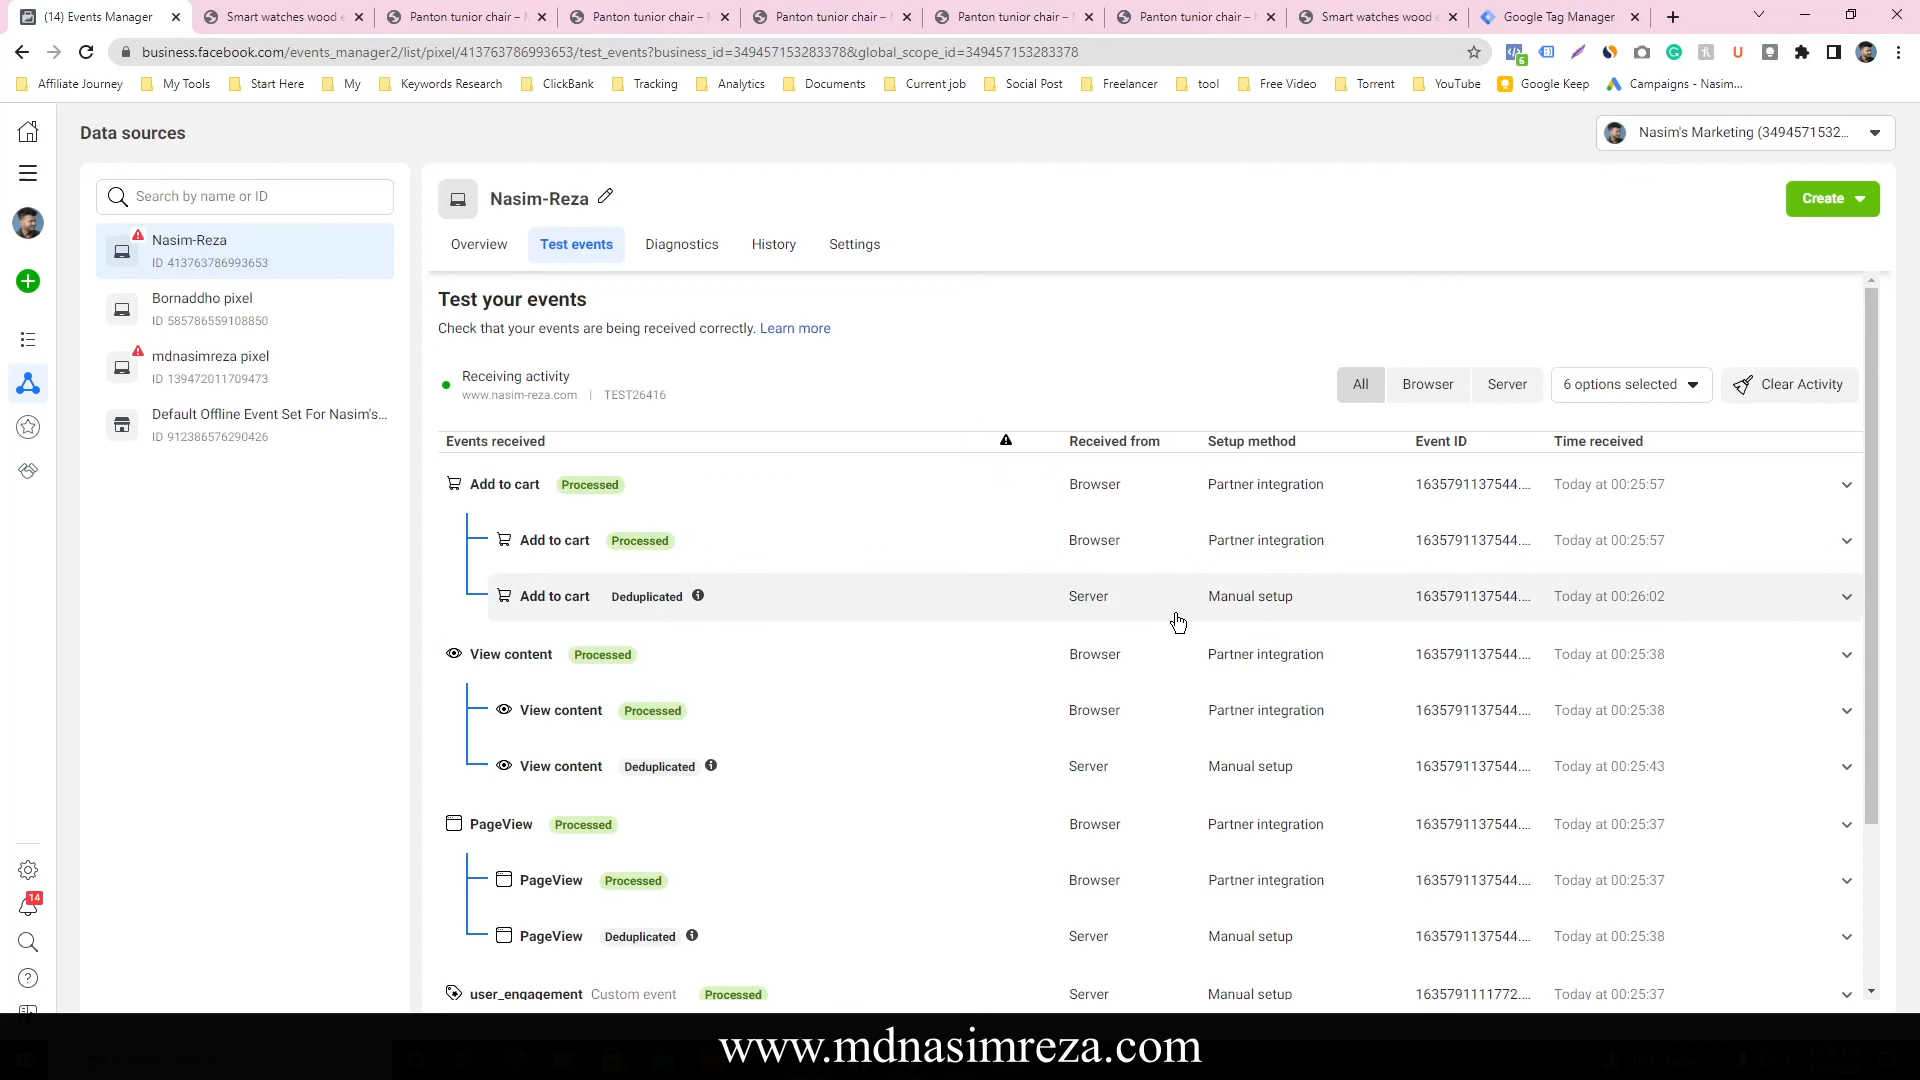 (14) Events Manager
Smart watches wood e
Panton tunior chair –
Panton tunior chair –
Panton tunior chair –
Panton tunior chair –
Panton tunior chair –
Smart watches wood e
Google Tag Manager
business.facebook.com/events_manager2/list/pixel/413763786993653/test_events?business_id=349457153283378&global_scope_id=349457153283378
6
Affiliate Journey
My Tools
Start Here
My
Keywords Research
ClickBank
Tracking
Analytics
Documents
Current job
Social Post
Freelancer
tool
Free Video
Torrent
YouTube
Google Keep
Campaigns - Nasim...
Data sources
Nasim's Marketing (3494571532...
Search by name or ID
Nasim-Reza
ID 413763786993653
Bornaddho pixel
ID 585786559108850
mdnasimreza pixel
ID 139472011709473
Default Offline Event Set For Nasim's...
ID 912386576290426
14
Nasim-Reza
Create
Overview Test events Diagnostics History Settings
Test your events
Check that your events are being received correctly. Learn more
Receiving activity
www.nasim-reza.com | TEST26416
All Browser Server 6 options selected Clear Activity
Events received Received from Setup method Event ID Time received
Add to cart Processed Browser Partner integration 1635791137544.... Today at 00:25:57
Add to cart Processed Browser Partner integration 1635791137544.... Today at 00:25:57
Add to cart Deduplicated Server Manual setup 1635791137544.... Today at 00:26:02
View content Processed Browser Partner integration 1635791137544.... Today at 00:25:38
View content Processed Browser Partner integration 1635791137544.... Today at 00:25:38
View content Deduplicated Server Manual setup 1635791137544.... Today at 00:25:43
PageView Processed Browser Partner integration 1635791137544.... Today at 00:25:37
PageView Processed Browser Partner integration 1635791137544.... Today at 00:25:37
PageView Deduplicated Server Manual setup 1635791137544.... Today at 00:25:38
user_engagement Custom event Processed Server Manual setup 1635791111772.... Today at 00:25:37
www.mdnasimreza.com